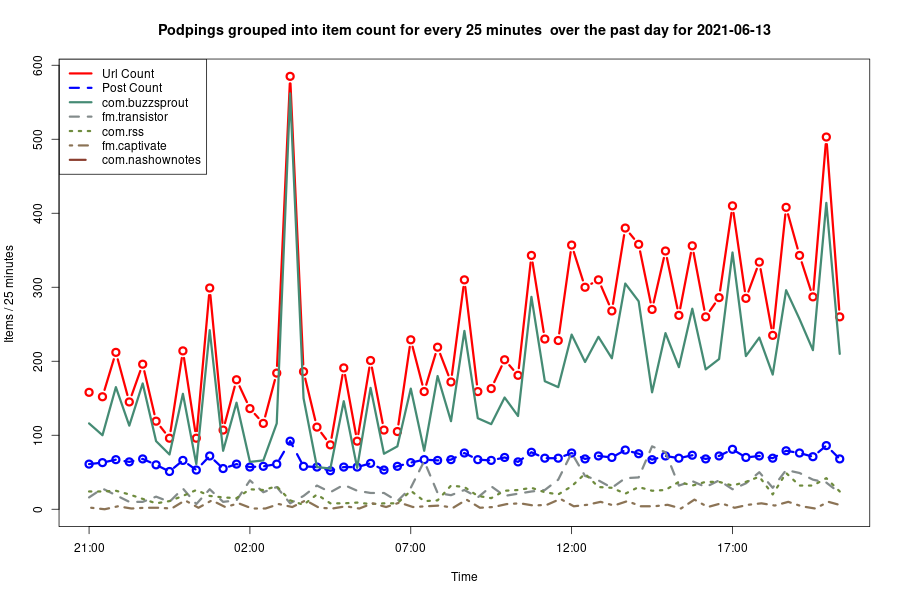 Podpings grouped into item count for every 25 minutes  over the past day for 2021-06-13
Url Count
Post Count
com.buzzsprout
fm.transistor
com.rss
fm.captivate
com.nashownotes
Items / 25 minutes
600
500
400
300
200
100
0
21:00 02:00 07:00 12:00 17:00
Time